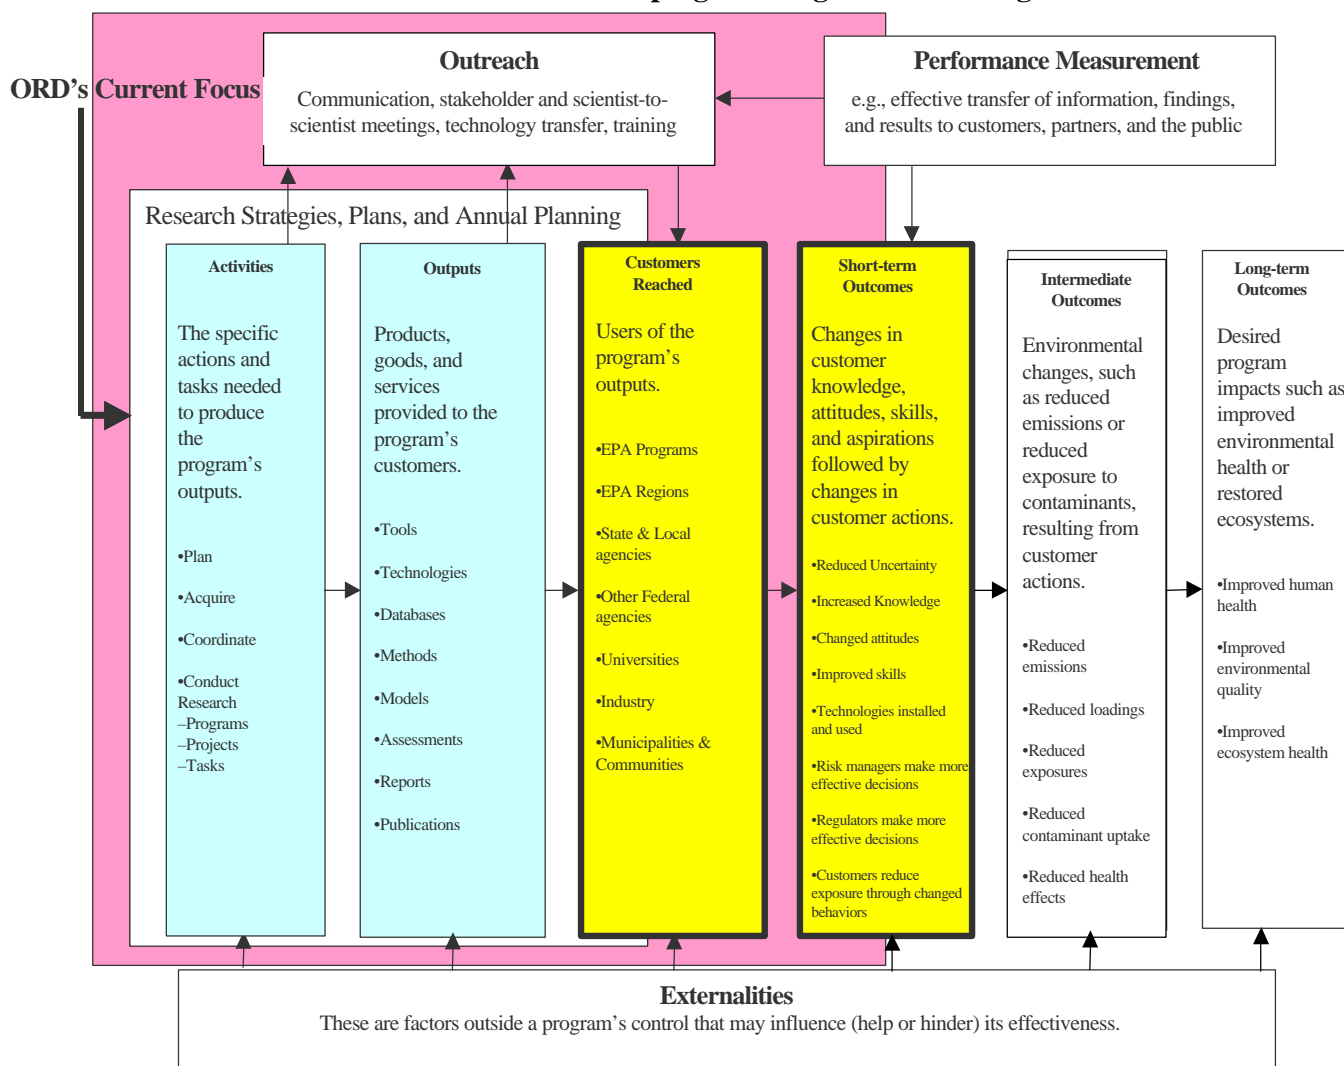 ORD's Current Focus
Outreach
Communication, stakeholder and scientist-to-
scientist meetings, technology transfer, training
Performance Measurement
e.g., effective transfer of information, findings,
and results to customers, partners, and the public
Research Strategies, Plans, and Annual Planning
Activities
The specific
actions and
tasks needed
to produce
the
program's
outputs.
•Plan
•Acquire
•Coordinate
•Conduct
Research
–Programs
–Projects
–Tasks
Outputs
Products,
goods, and
services
provided to the
program's
customers.
•Tools
•Technologies
•Databases
•Methods
•Models
•Assessments
•Reports
•Publications
Customers
Reached
Users of the
program's
outputs.
•EPA Programs
•EPA Regions
•State & Local
agencies
•Other Federal
agencies
•Universities
•Industry
•Municipalities &
Communities
Short-term
Outcomes
Changes in
customer
knowledge,
attitudes, skills,
and aspirations
followed by
changes in
customer actions.
•Reduced Uncertainty
•Increased Knowledge
•Changed attitudes
•Improved skills
•Technologies installed
and used
•Risk managers make more
effective decisions
•Regulators make more
effective decisions
•Customers reduce
exposure through changed
behaviors
Intermediate
Outcomes
Environmental
changes, such
as reduced
emissions or
reduced
exposure to
contaminants,
resulting from
customer
actions.
•Reduced
emissions
•Reduced loadings
•Reduced
exposures
•Reduced
contaminant uptake
•Reduced health
effects
Long-term
Outcomes
Desired
program
impacts such as
improved
environmental
health or
restored
ecosystems.
•Improved human
health
•Improved
environmental
quality
•Improved
ecosystem health
Externalities
These are factors outside a program's control that may influence (help or hinder) its effectiveness.